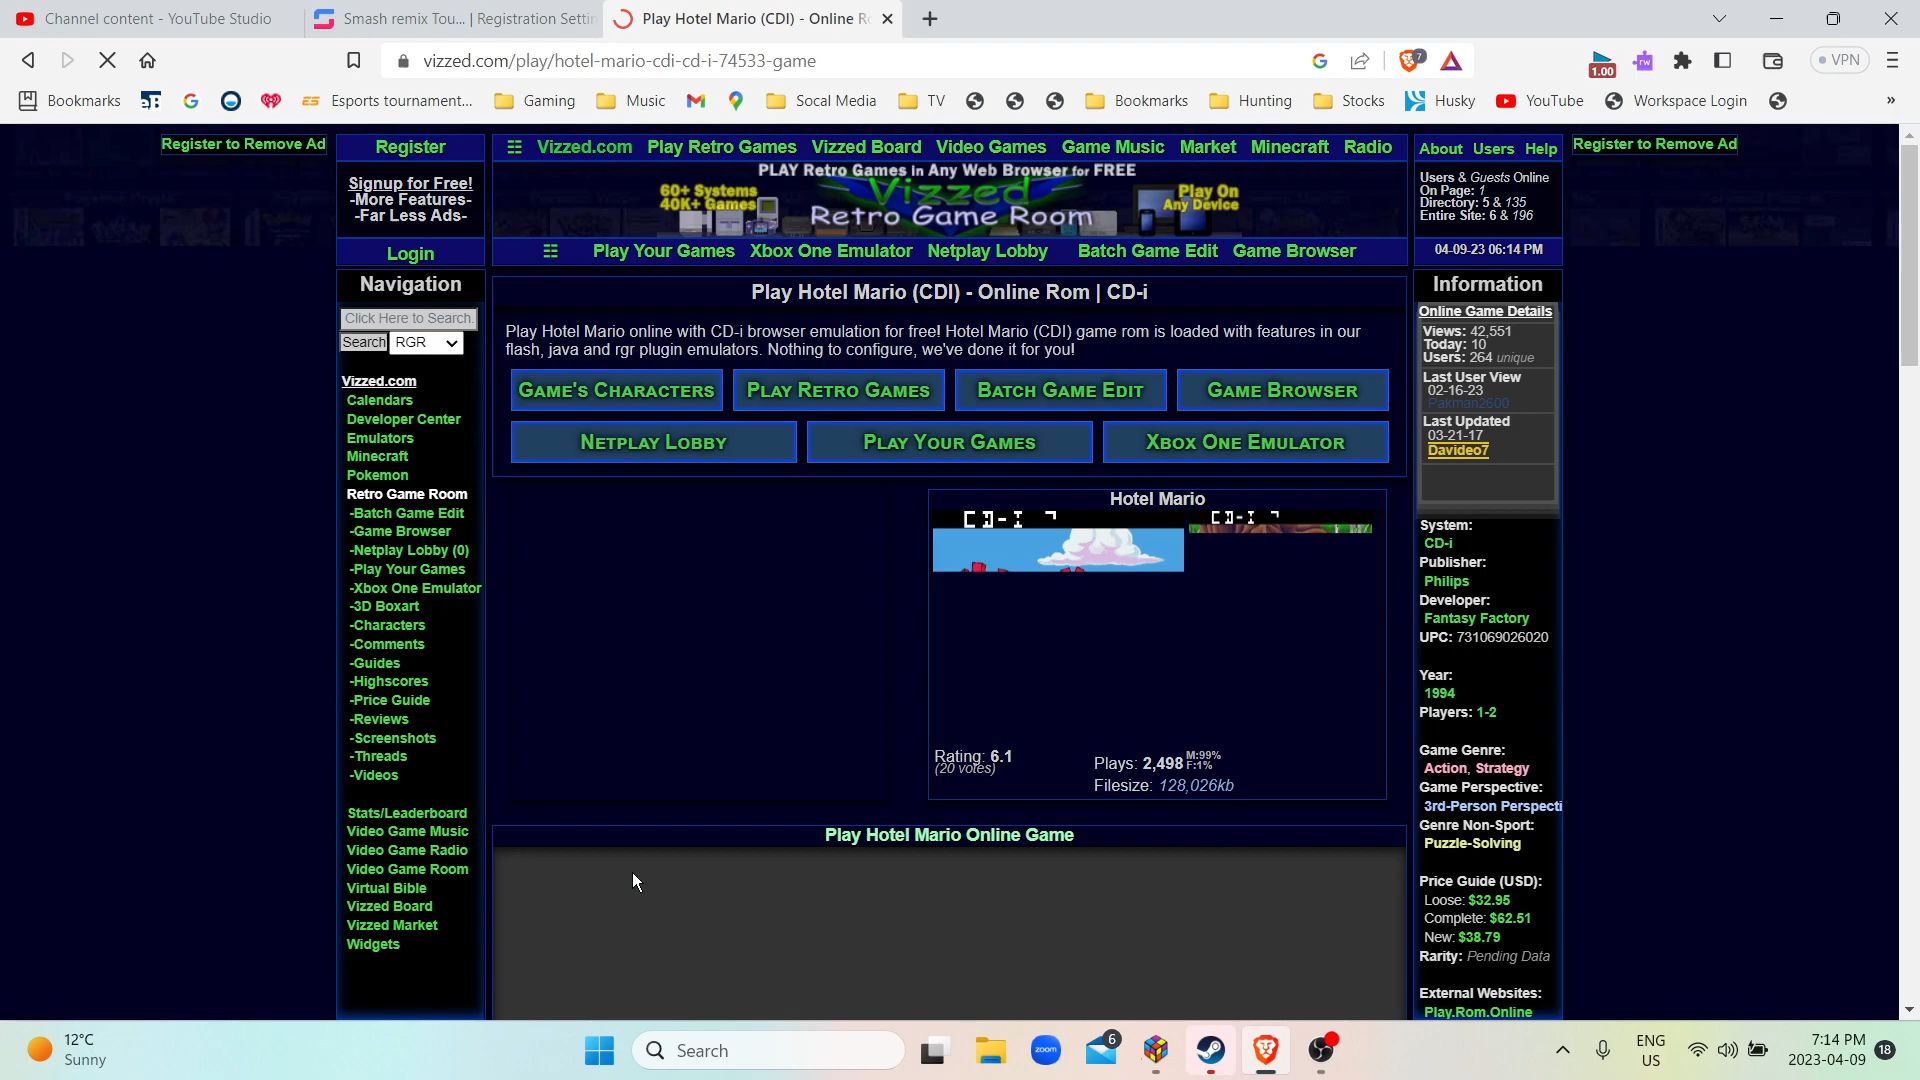 Channel content - YouTube Studio
Smash remix Tou... | Registration Settin
Play Hotel Mario (CDI) - Online R
vizzed.com/play/hotel-mario-cdi-cd-i-74533-game
7
1.00
rw
VPN
Bookmarks
Esports tournament...
Gaming
Music
Socal Media
TV
Bookmarks
Hunting
Stocks
Husky
YouTube
Workspace Login
»
Register to Remove Ad
Register
Signup for Free!
-More Features-
-Far Less Ads-
Login
Vizzed.com Play Retro Games Vizzed Board Video Games Game Music Market Minecraft Radio
PLAY Retro Games in Any Web Browser for FREE
60+ Systems
40K+ Games
Vizzed
Retro Game Room
Play On
Any Device
Play Your Games Xbox One Emulator Netplay Lobby Batch Game Edit Game Browser
About Users Help
Users & Guests Online
On Page: 1
Directory: 5 & 135
Entire Site: 6 & 196
04-09-23 06:14 PM
Register to Remove Ad
Navigation
Click Here to Search.
Search RGR
Vizzed.com
Calendars
Developer Center
Emulators
Minecraft
Pokemon
Retro Game Room
-Batch Game Edit
-Game Browser
-Netplay Lobby (0)
-Play Your Games
-Xbox One Emulator
-3D Boxart
-Characters
-Comments
-Guides
-Highscores
-Price Guide
-Reviews
-Screenshots
-Threads
-Videos
Stats/Leaderboard
Video Game Music
Video Game Radio
Video Game Room
Virtual Bible
Vizzed Board
Vizzed Market
Widgets
Play Hotel Mario (CDI) - Online Rom | CD-i
Play Hotel Mario online with CD-i browser emulation for free! Hotel Mario (CDI) game rom is loaded with features in our
flash, java and rgr plugin emulators. Nothing to configure, we've done it for you!
GAME'S CHARACTERS
PLAY RETRO GAMES
BATCH GAME EDIT
GAME BROWSER
NETPLAY LOBBY
PLAY YOUR GAMES
XBOX ONE EMULATOR
Hotel Mario
CD-I
CD-I
Rating: 6.1
(20 votes)
Plays: 2,498 M:99%
F:1%
Filesize: 128,026kb
Play Hotel Mario Online Game
Information
Online Game Details
Views: 42,551
Today: 10
Users: 264 unique
Last User View
02-16-23
Pakman2600
Last Updated
03-21-17
Davideo7
System:
CD-i
Publisher:
Philips
Developer:
Fantasy Factory
UPC: 731069026020
Year:
1994
Players: 1-2
Game Genre:
Action, Strategy
Game Perspective:
3rd-Person Perspecti
Genre Non-Sport:
Puzzle-Solving
Price Guide (USD):
Loose: $32.95
Complete: $62.51
New: $38.79
Rarity: Pending Data
External Websites:
Play.Rom.Online
12°C
Sunny
Search
zoom
6
ENG
US
7:14 PM
2023-04-09
18